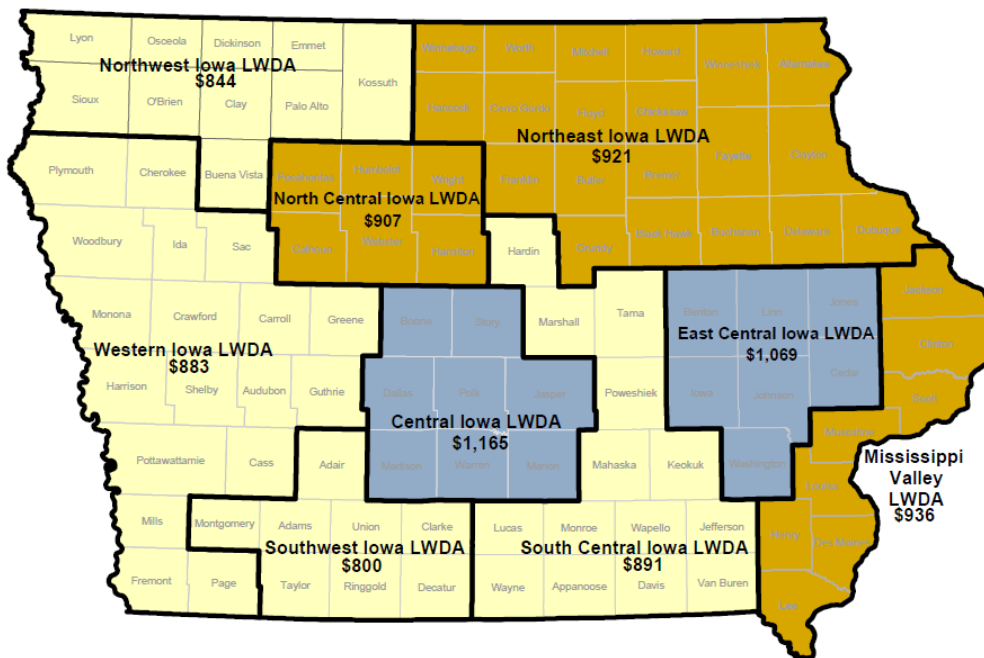 Lyon
Osceola
Dickinson
Emmet
Kossuth
Winnebago
Worth
Mitchell
Howard
Winneshiek
Allamakee
Northwest Iowa LWDA
$844
Sioux
O'Brien
Clay
Palo Alto
Hancock
Cerro Gordo
Floyd
Chickasaw
Northeast Iowa LWDA
$921
Fayette
Clayton
Plymouth
Cherokee
Buena Vista
Pocahontas
Humboldt
Wright
Franklin
Butler
Bremer
North Central Iowa LWDA
$907
Woodbury
Ida
Sac
Calhoun
Webster
Hamilton
Hardin
Grundy
Black Hawk
Buchanan
Delaware
Dubuque
Monona
Crawford
Carroll
Greene
Boone
Story
Marshall
Tama
Benton
Linn
Jones
Jackson
East Central Iowa LWDA
$1,069
Clinton
Western Iowa LWDA
$883
Harrison
Shelby
Audubon
Guthrie
Dallas
Polk
Jasper
Poweshiek
Iowa
Johnson
Cedar
Scott
Central Iowa LWDA
$1,165
Muscatine
Pottawattamie
Cass
Adair
Madison
Warren
Marion
Mahaska
Keokuk
Washington
Louisa
Mississippi
Valley
LWDA
$936
Mills
Montgomery
Adams
Union
Clarke
Lucas
Monroe
Wapello
Jefferson
Henry
Des Moines
Southwest Iowa LWDA
$800
South Central Iowa LWDA
$891
Fremont
Page
Taylor
Ringgold
Decatur
Wayne
Appanoose
Davis
Van Buren
Lee